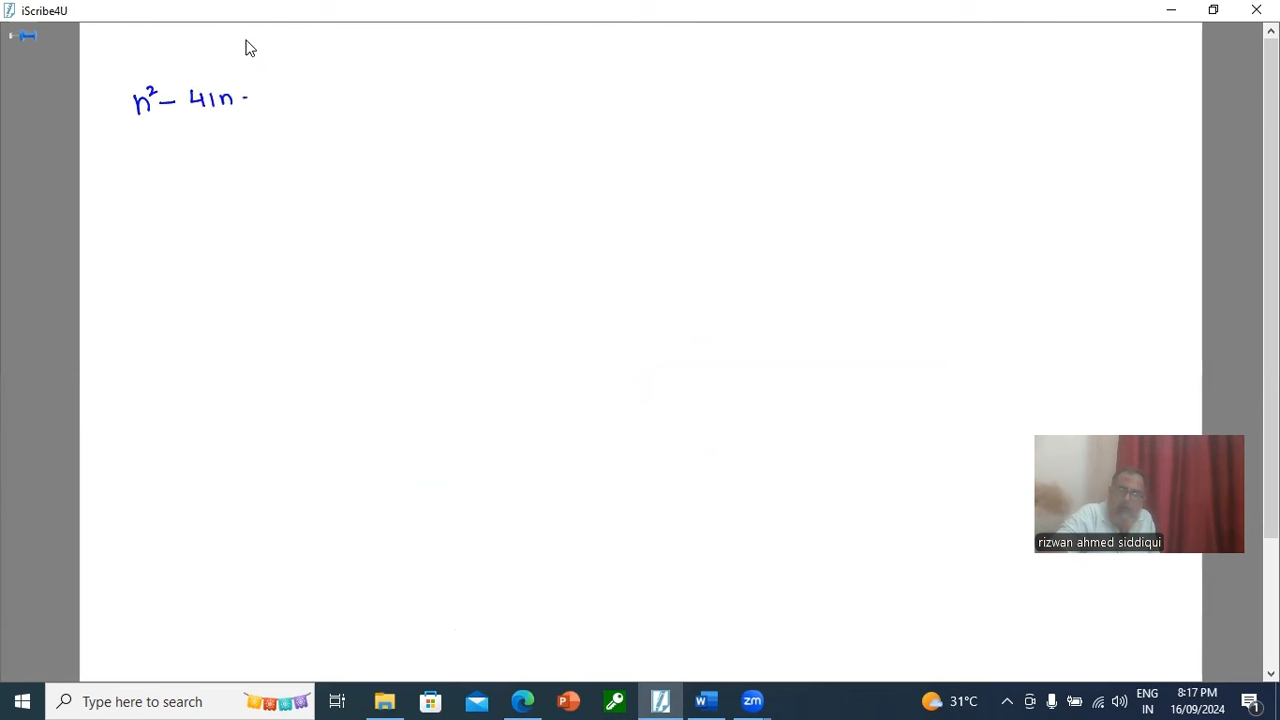 iScribe4U
n² - 41n -
rizwan ahmed siddiqui
Type here to search
31°C
ENG
IN
8:17 PM
16/09/2024
1